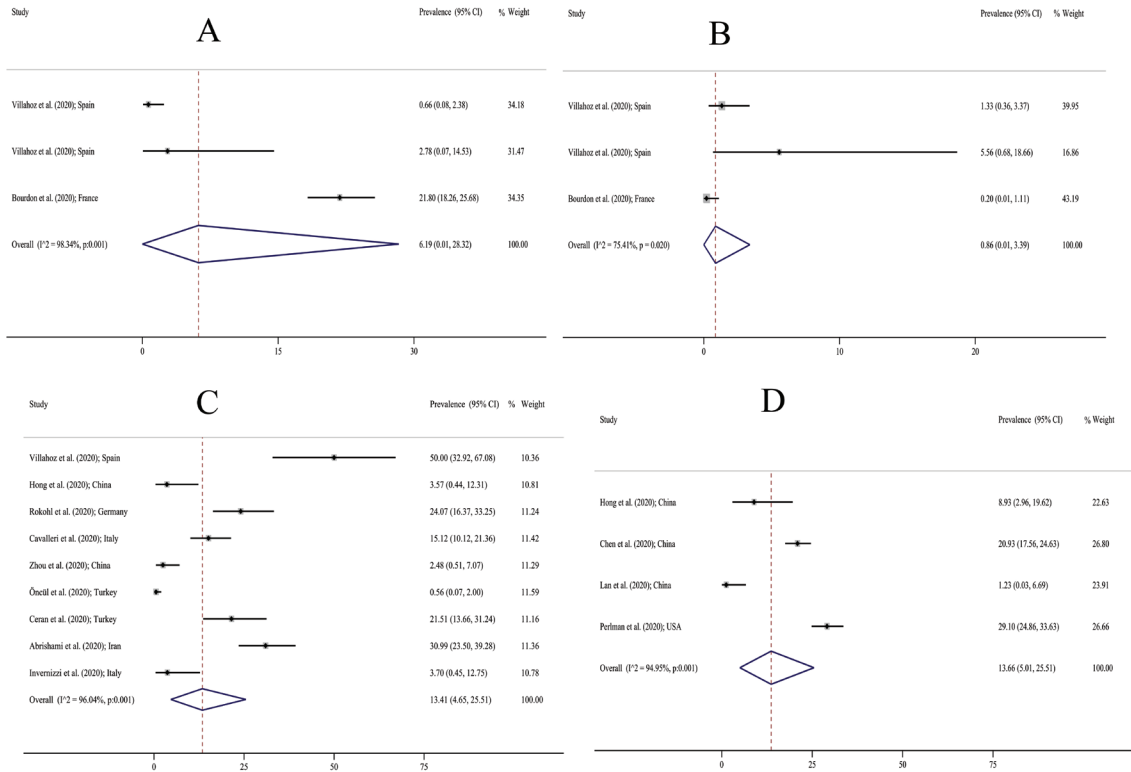 A
Study Prevalence (95% CI) % Weight
Villahoz et al. (2020); Spain 0.66 (0.08, 2.38) 34.18
Villahoz et al. (2020); Spain 2.78 (0.07, 14.53) 31.47
Bourdon et al. (2020); France 21.80 (18.26, 25.68) 34.35
Overall (I^2 = 98.34%, p:0.001) 6.19 (0.01, 28.32) 100.00
0 15 30
B
Study Prevalence (95% CI) % Weight
Villahoz et al. (2020); Spain 1.33 (0.36, 3.37) 39.95
Villahoz et al. (2020); Spain 5.56 (0.68, 18.66) 16.86
Bourdon et al. (2020); France 0.20 (0.01, 1.11) 43.19
Overall (I^2 = 75.41%, p = 0.020) 0.86 (0.01, 3.39) 100.00
0 10 20
C
Study Prevalence (95% CI) % Weight
Villahoz et al. (2020); Spain 50.00 (32.92, 67.08) 10.36
Hong et al. (2020); China 3.57 (0.44, 12.31) 10.81
Rokohl et al. (2020); Germany 24.07 (16.37, 33.25) 11.24
Cavalleri et al. (2020); Italy 15.12 (10.12, 21.36) 11.42
Zhou et al. (2020); China 2.48 (0.51, 7.07) 11.29
Öncül et al. (2020); Turkey 0.56 (0.07, 2.00) 11.59
Ceran et al. (2020); Turkey 21.51 (13.66, 31.24) 11.16
Abrishami et al. (2020); Iran 30.99 (23.50, 39.28) 11.36
Invernizzi et al. (2020); Italy 3.70 (0.45, 12.75) 10.78
Overall (I^2 = 96.04%, p:0.001) 13.41 (4.65, 25.51) 100.00
0 25 50 75
D
Study Prevalence (95% CI) % Weight
Hong et al. (2020); China 8.93 (2.96, 19.62) 22.63
Chen et al. (2020); China 20.93 (17.56, 24.63) 26.80
Lan et al. (2020); China 1.23 (0.03, 6.69) 23.91
Perlman et al. (2020); USA 29.10 (24.86, 33.63) 26.66
Overall (I^2 = 94.95%, p:0.001) 13.66 (5.01, 25.51) 100.00
0 25 50 75